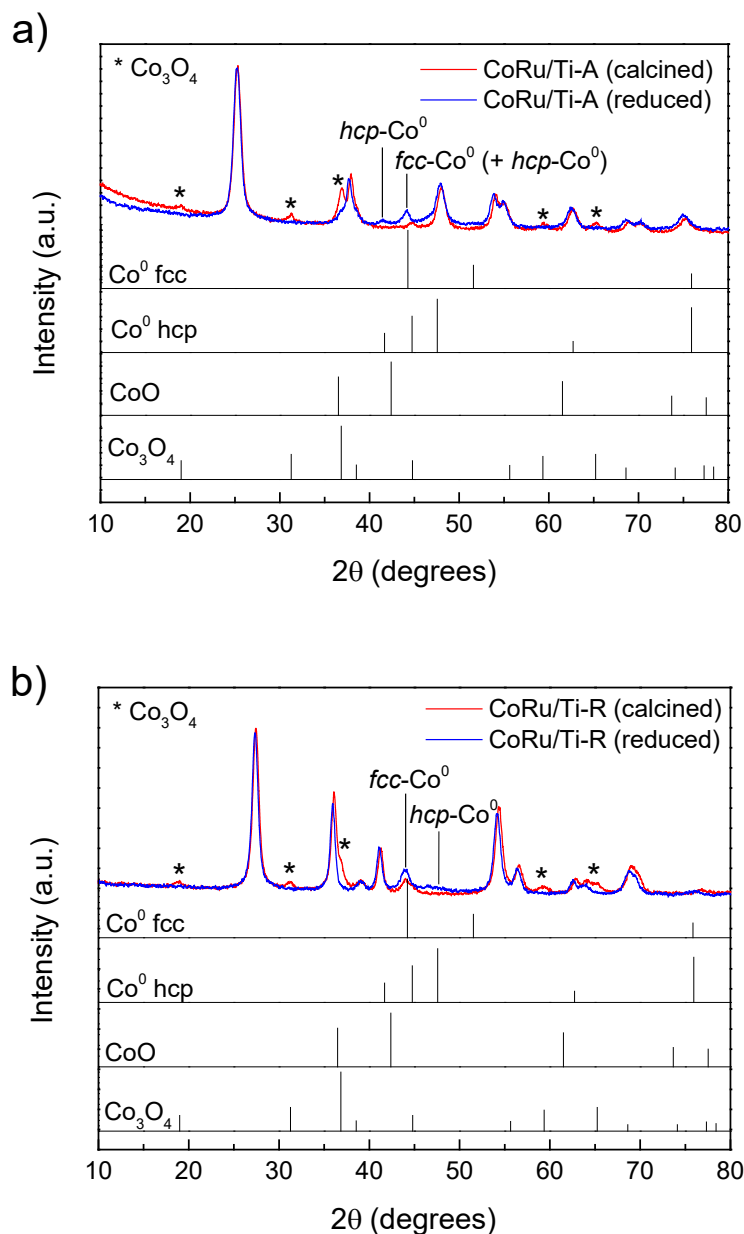 a)
* Co₃O₄
CoRu/Ti-A (calcined)
CoRu/Ti-A (reduced)
hcp-Co⁰
fcc-Co⁰ (+ hcp-Co⁰)
*
*
*
*
*
Co⁰ fcc
Co⁰ hcp
CoO
Co₃O₄
Intensity (a.u.)
10 20 30 40 50 60 70 80
2θ (degrees)
b)
* Co₃O₄
CoRu/Ti-R (calcined)
CoRu/Ti-R (reduced)
fcc-Co⁰
hcp-Co⁰
*
*
*
*
*
Co⁰ fcc
Co⁰ hcp
CoO
Co₃O₄
Intensity (a.u.)
10 20 30 40 50 60 70 80
2θ (degrees)